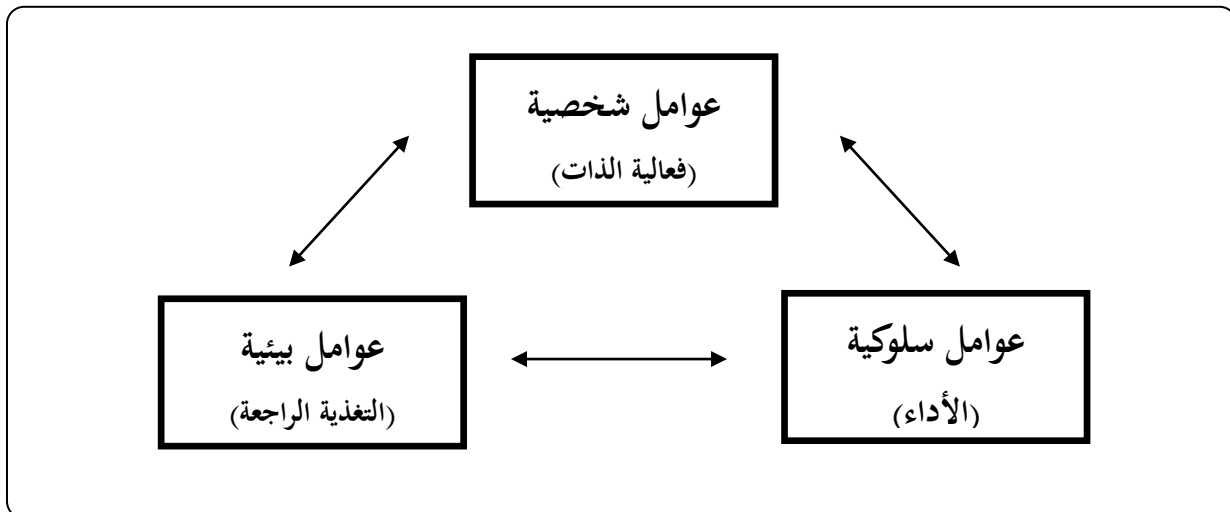 عوامل شخصية
(فعالية الذات)
عوامل سلوكية
(الأداء)
عوامل بيئية
(التغذية الراجعة)